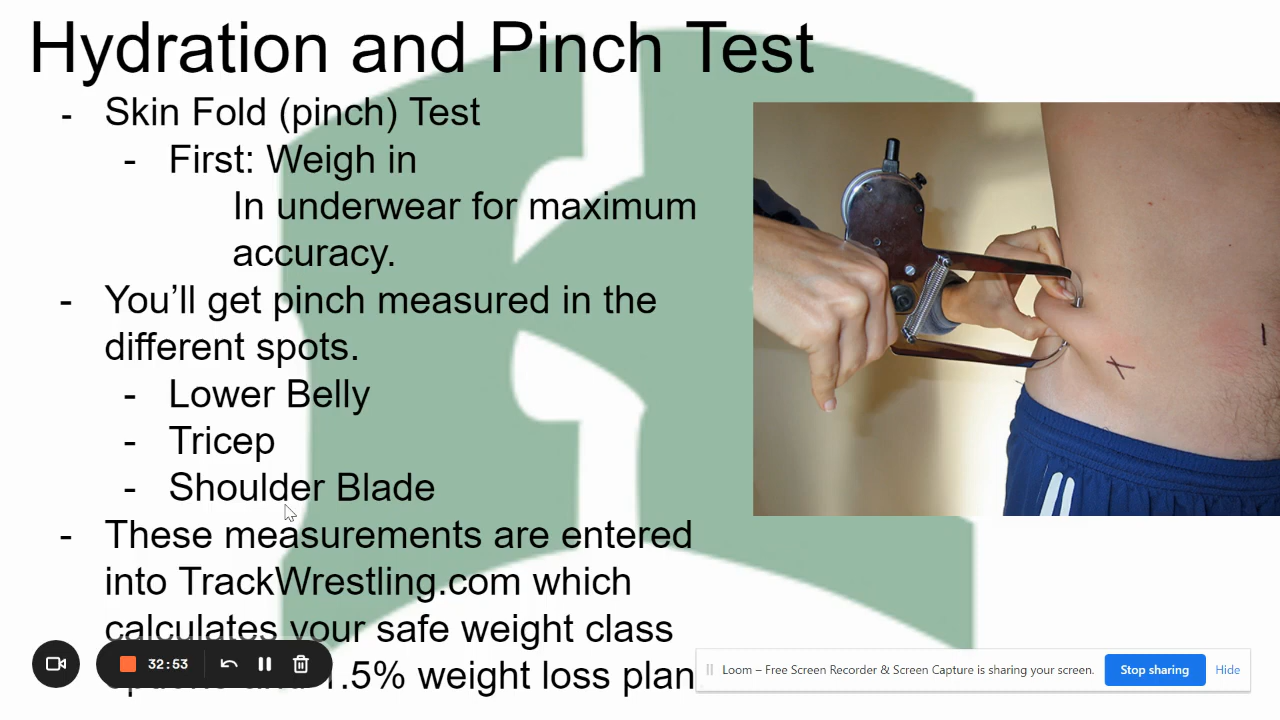 Hydration and Pinch Test
- Skin Fold (pinch) Test
- First: Weigh in
In underwear for maximum
accuracy.
- You’ll get pinch measured in the
different spots.
- Lower Belly
- Tricep
- Shoulder Blade
- These measurements are entered
into TrackWrestling.com which
calculates your safe weight class
1.5% weight loss plan
32:53
Loom – Free Screen Recorder & Screen Capture is sharing your screen.
Stop sharing
Hide